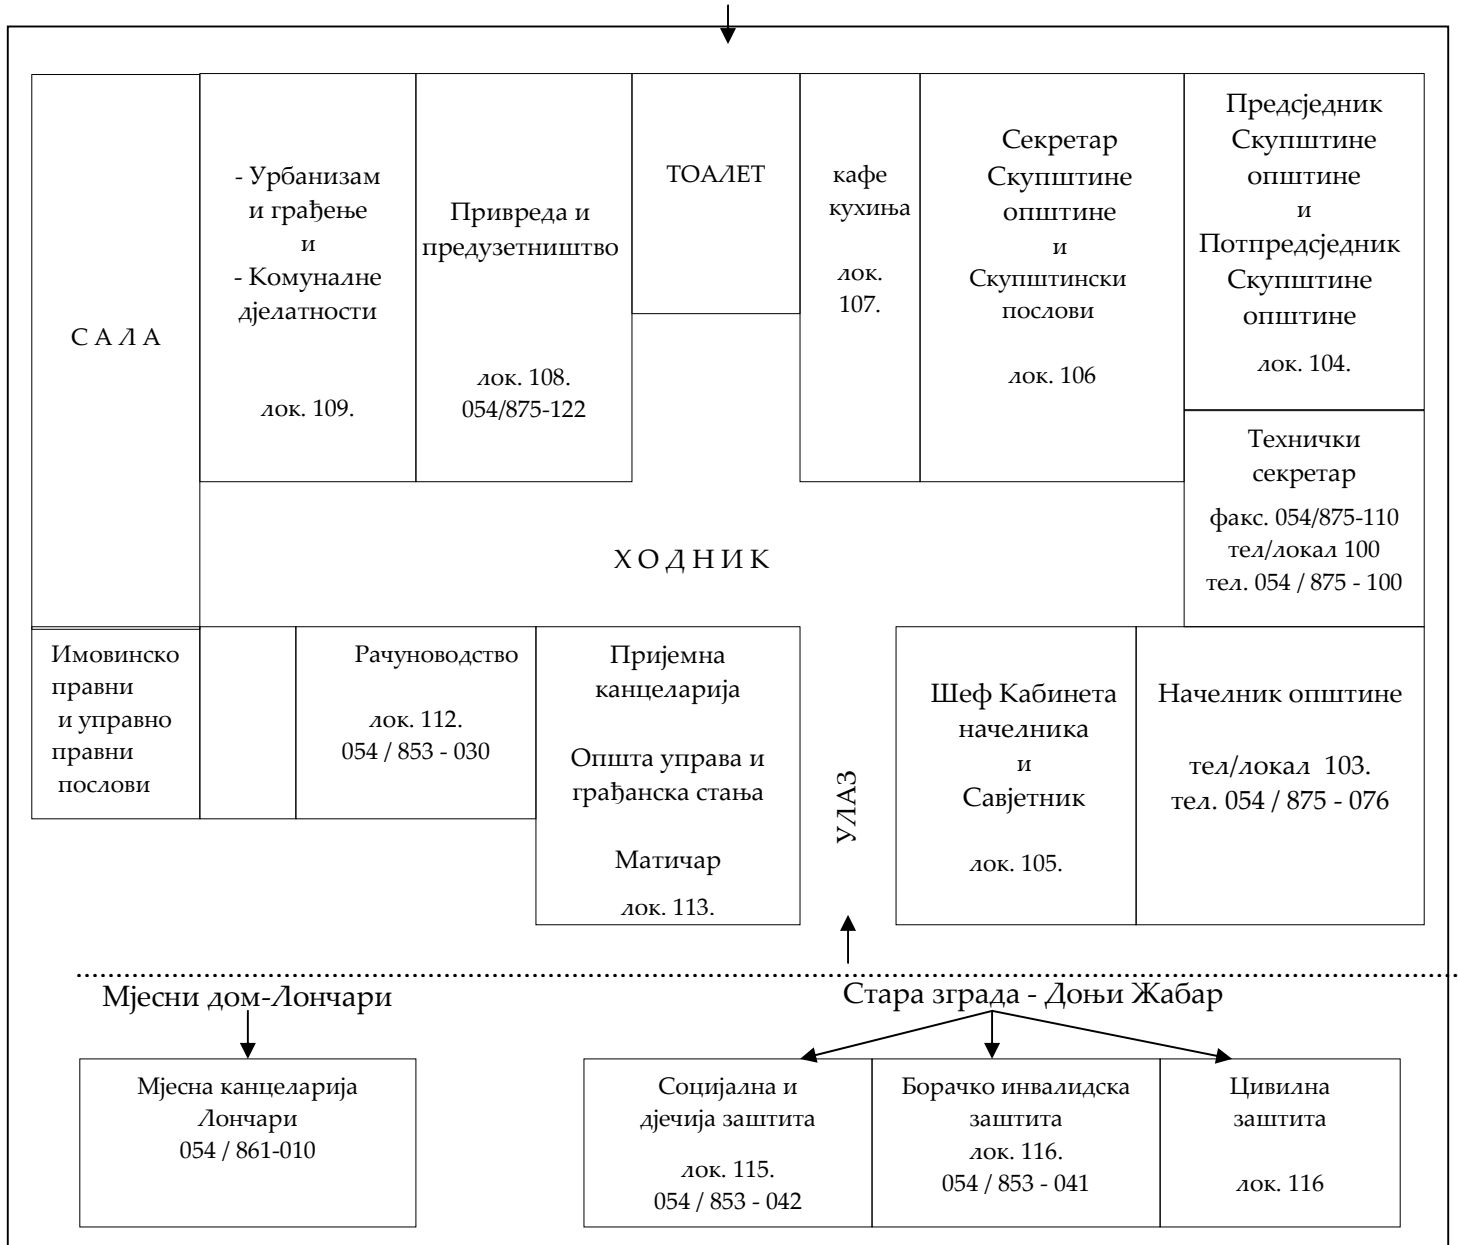 С А Л А
- Урбанизам
и грађење
и
- Комуналне
дјелатности
лок. 109.
Привреда и
предузетништво
лок. 108.
054/875-122
ТОАЛЕТ
кафе
кухиња
лок.
107.
Секретар
Скупштине
општине
и
Скупштински
послови
лок. 106
Предсједник
Скупштине
општине
и
Потпредсједник
Скупштине
општине
лок. 104.
Технички
секретар
факс. 054/875-110
тел/локал 100
тел. 054 / 875 - 100
Х О Д Н И К
Имовинско
правни
и управно
правни
послови
Рачуноводство
лок. 112.
054 / 853 - 030
Пријемна
канцеларија
Општа управа и
грађанска стања
Матичар
лок. 113.
УЛАЗ
Шеф Кабинета
начелника
и
Савјетник
лок. 105.
Начелник општине
тел/локал 103.
тел. 054 / 875 - 076
Мјесни дом-Лончари
Стара зграда - Доњи Жабар
Мјесна канцеларија
Лончари
054 / 861-010
Социјална и
дјечија заштита
лок. 115.
054 / 853 - 042
Борачко инвалидска
заштита
лок. 116.
054 / 853 - 041
Цивилна
заштита
лок. 116